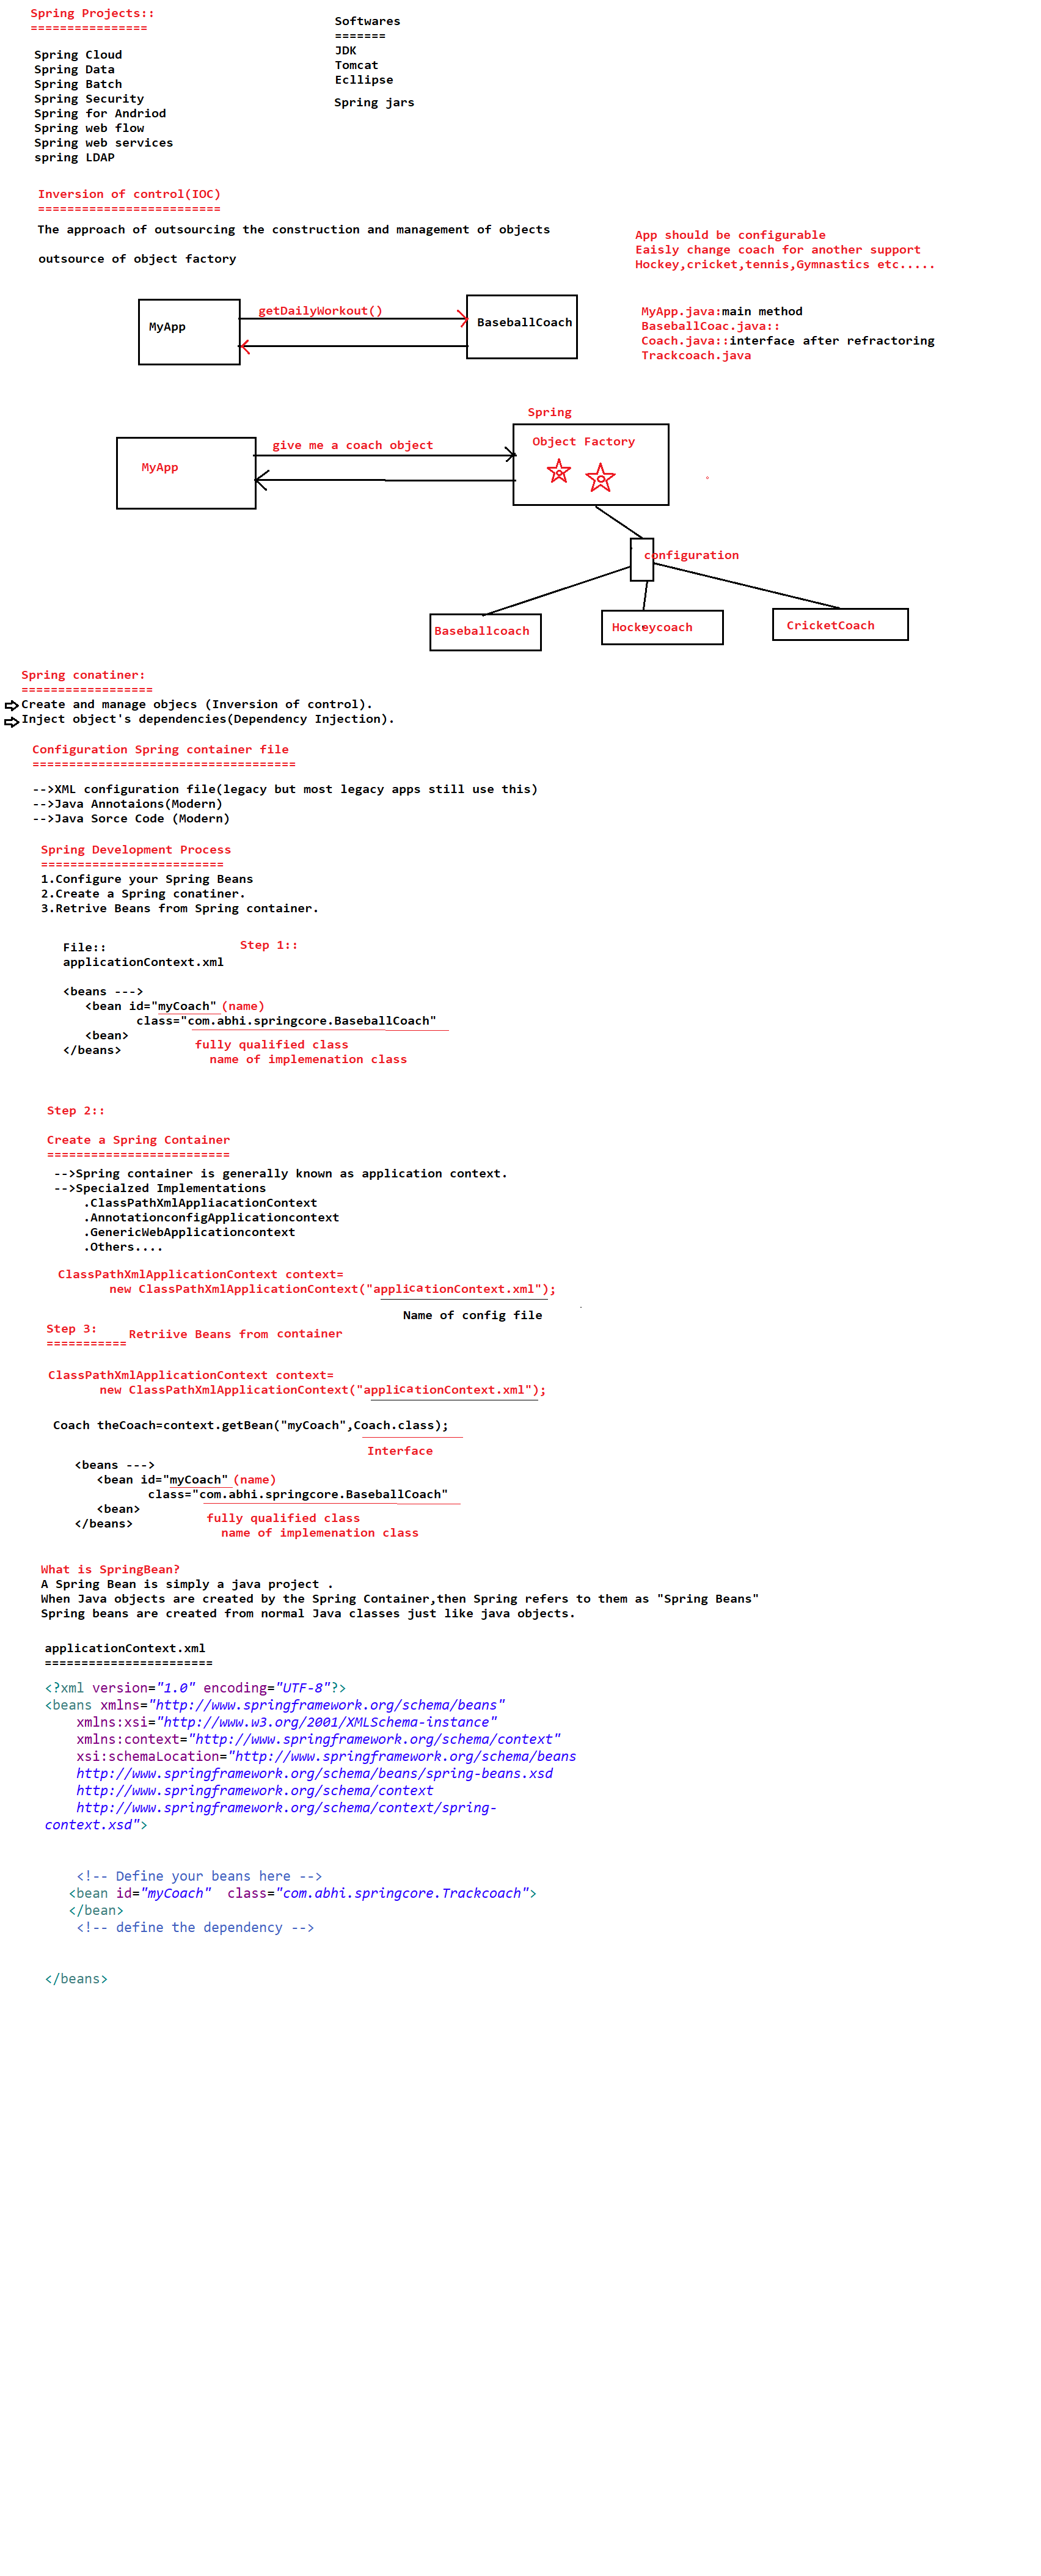 Spring Projects::
================
Spring Cloud
Spring Data
Spring Batch
Spring Security
Spring for Andriod
Spring web flow
Spring web services
spring LDAP
Softwares
=======
JDK
Tomcat
Ecllipse
Spring jars
Inversion of control(IOC)
=========================
The approach of outsourcing the construction and management of objects
outsource of object factory
App should be configurable
Eaisly change coach for another support
Hockey,cricket,tennis,Gymnastics etc.....
MyApp
getDailyWorkout()
BaseballCoach
MyApp.java:main method
BaseballCoac.java::
Coach.java::interface after refractoring
Trackcoach.java
Spring
MyApp
give me a coach object
Object Factory
configuration
Baseballcoach
Hockeycoach
CricketCoach
Spring conatiner:
==================
Create and manage objecs (Inversion of control).
Inject object's dependencies(Dependency Injection).
Configuration Spring container file
====================================
-->XML configuration file(legacy but most legacy apps still use this)
-->Java Annotaions(Modern)
-->Java Sorce Code (Modern)
Spring Development Process
=========================
1.Configure your Spring Beans
2.Create a Spring conatiner.
3.Retrive Beans from Spring container.
File::
Step 1::
applicationContext.xml
<beans --->
<bean id="myCoach" (name)
class="com.abhi.springcore.BaseballCoach"
<bean>
</beans>
fully qualified class
name of implemenation class
Step 2::
Create a Spring Container
=========================
-->Spring container is generally known as application context.
-->Specialzed Implementations
.ClassPathXmlAppliacationContext
.AnnotationconfigApplicationcontext
.GenericWebApplicationcontext
.Others....
ClassPathXmlApplicationContext context=
new ClassPathXmlApplicationContext("applicationContext.xml");
Name of config file
Step 3:
===========
Retriive Beans from container
ClassPathXmlApplicationContext context=
new ClassPathXmlApplicationContext("applicationContext.xml");
Coach theCoach=context.getBean("myCoach",Coach.class);
Interface
<beans --->
<bean id="myCoach" (name)
class="com.abhi.springcore.BaseballCoach"
<bean>
</beans>
fully qualified class
name of implemenation class
What is SpringBean?
A Spring Bean is simply a java project .
When Java objects are created by the Spring Container,then Spring refers to them as "Spring Beans"
Spring beans are created from normal Java classes just like java objects.
applicationContext.xml
=======================
<?xml version="1.0" encoding="UTF-8"?>
<beans xmlns="http://www.springframework.org/schema/beans"
xmlns:xsi="http://www.w3.org/2001/XMLSchema-instance"
xmlns:context="http://www.springframework.org/schema/context"
xsi:schemaLocation="http://www.springframework.org/schema/beans
http://www.springframework.org/schema/beans/spring-beans.xsd
http://www.springframework.org/schema/context
http://www.springframework.org/schema/context/spring-
context.xsd">
<!-- Define your beans here -->
<bean id="myCoach"  class="com.abhi.springcore.Trackcoach">
</bean>
<!-- define the dependency -->
</beans>